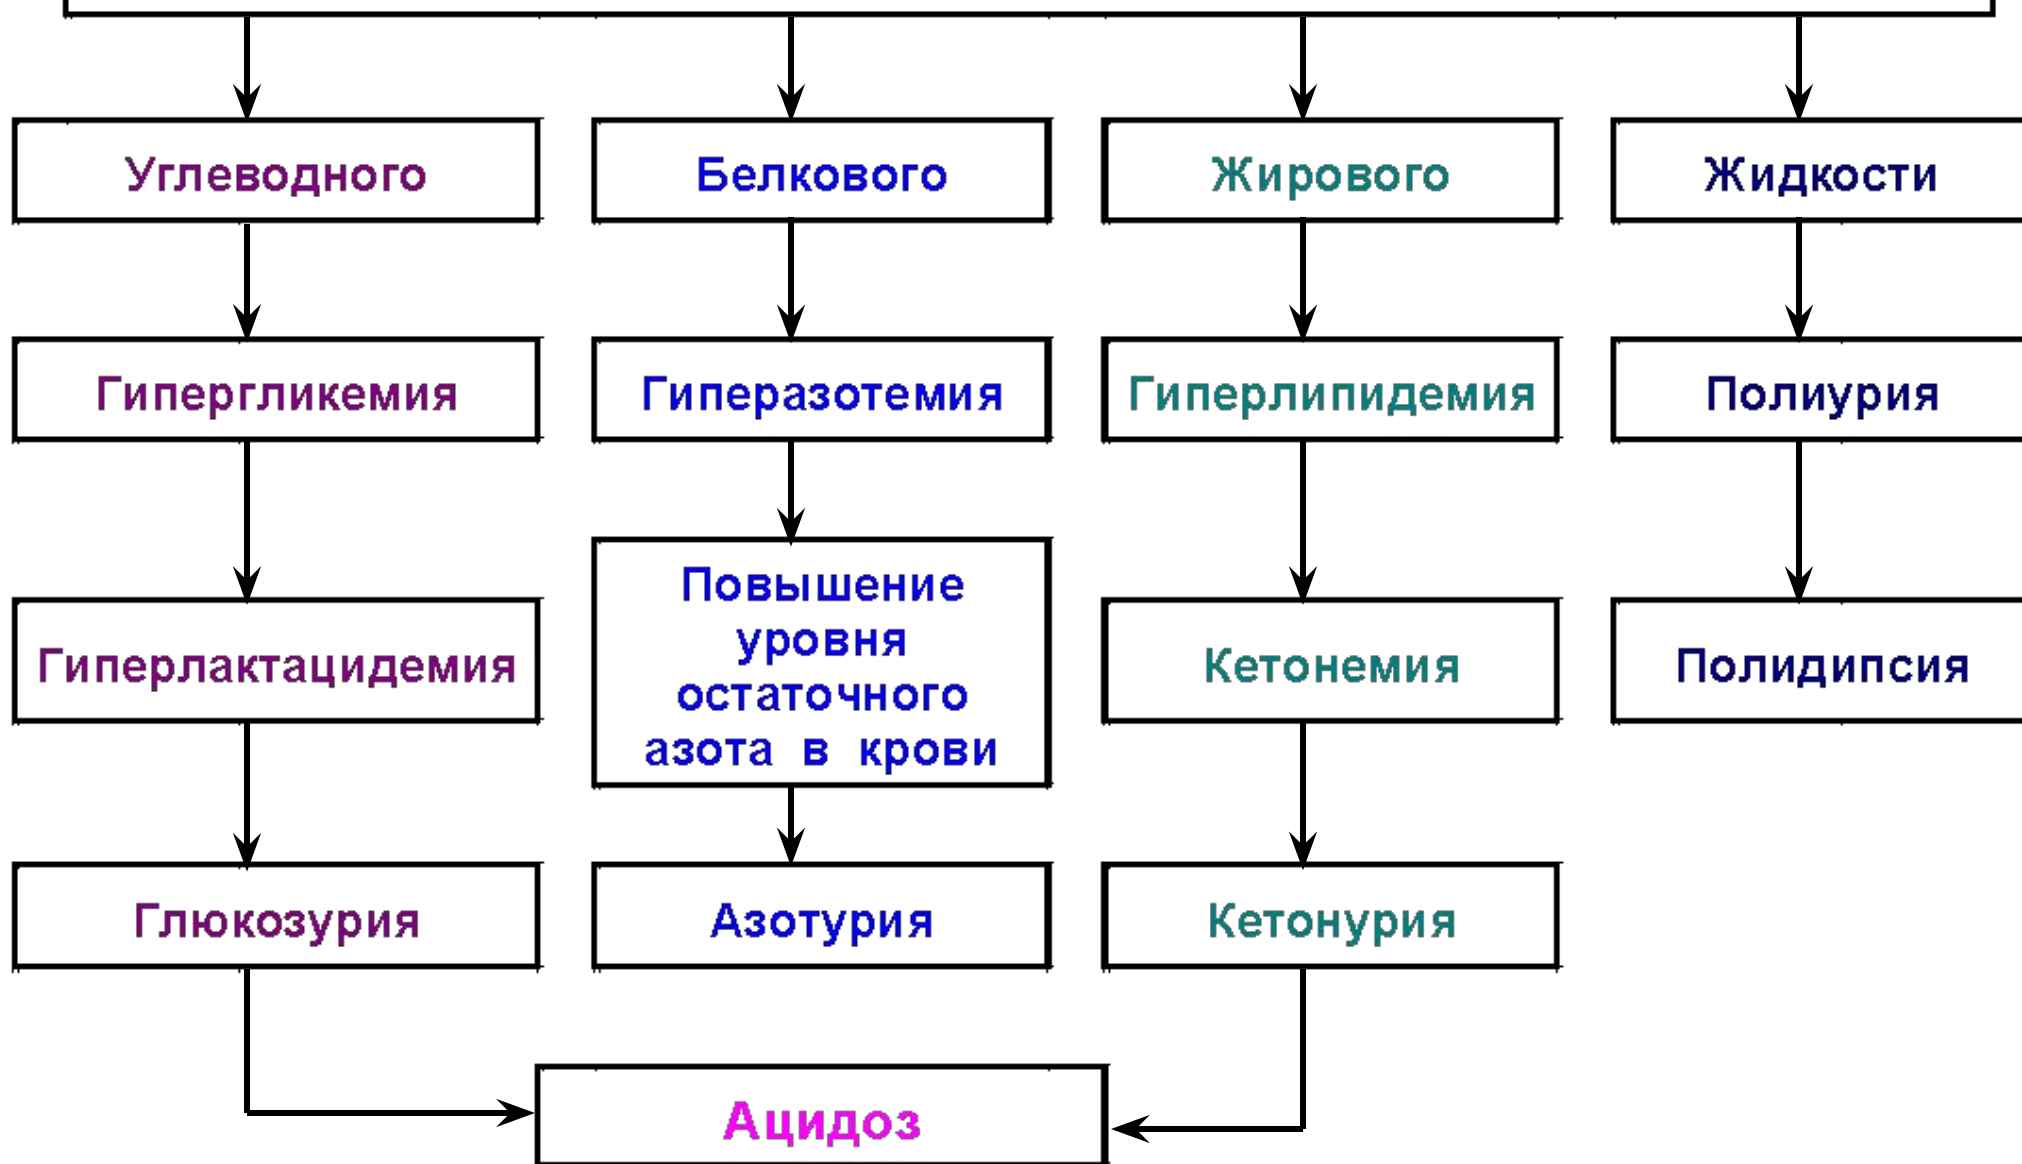 Углеводного
Белкового
Жирового
Жидкости
Гипергликемия
Гиперазотемия
Гиперлипидемия
Полиурия
Гиперлактацидемия
Повышение
уровня
остаточного
азота в крови
Кетонемия
Полидипсия
Глюкозурия
Азотурия
Кетонурия
Ацидоз